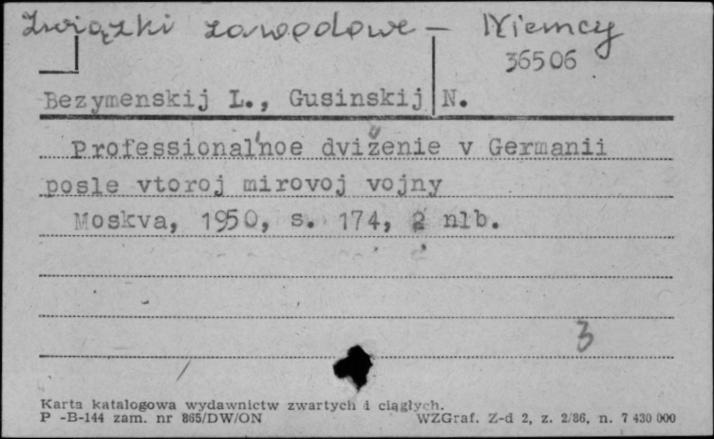 Związki zawodowe — Niemcy
36506
Bezymenskij L., Gusinskij N.
Professional'noe dviženie v Germanii
posle vtoroj mirovoj vojny
Moskva, 1950, s. 174, 2 nlb.
3
Karta katalogowa wydawnictw zwartych i ciągłych.
P -B-144 zam. nr 865/DW/ON WZGraf. Z-d 2, z. 2/86, n. 7 430 000